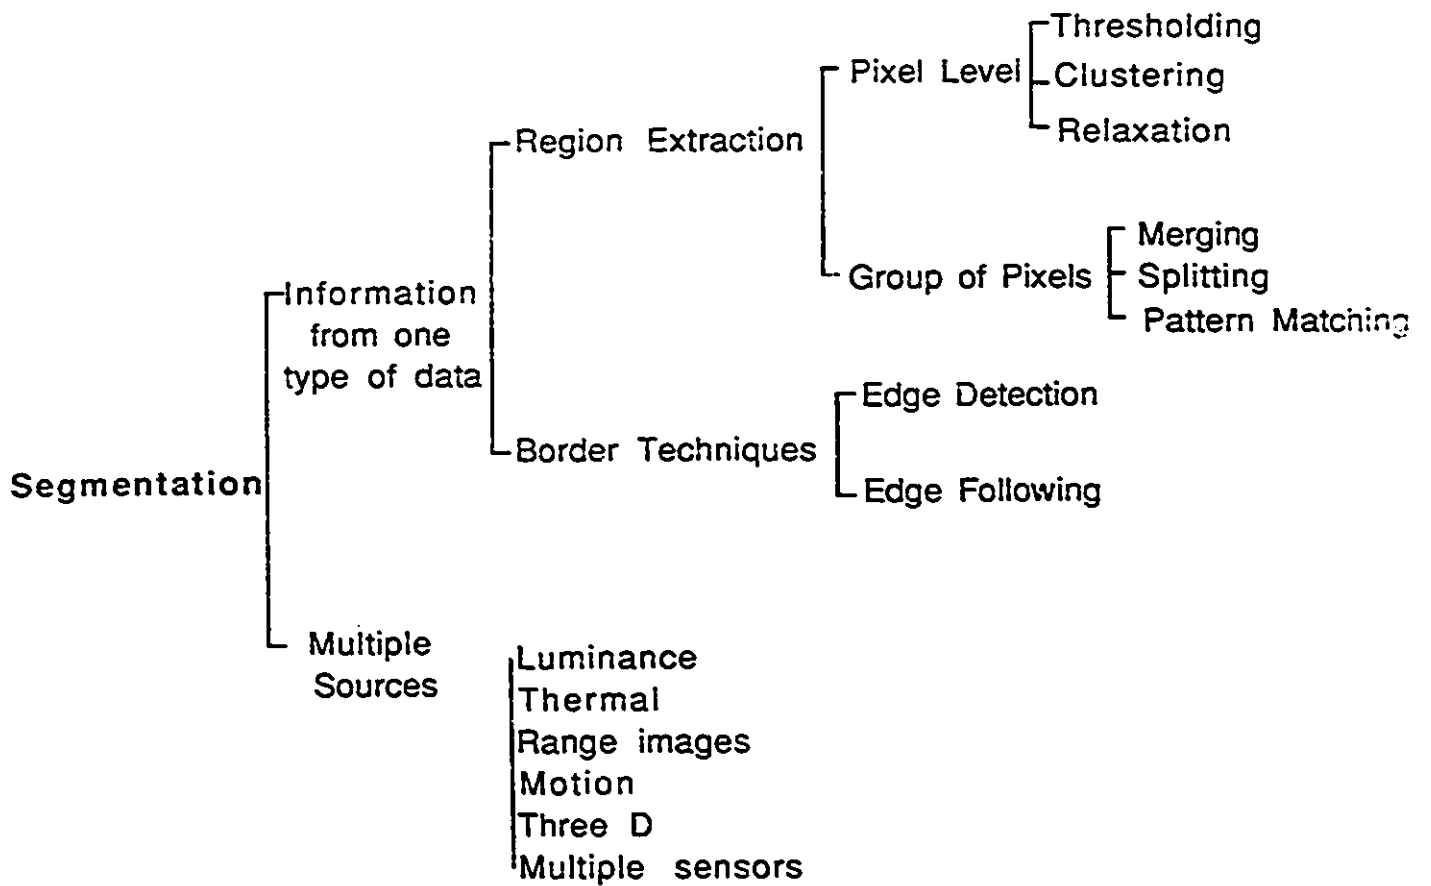 Thresholding
Pixel Level
Clustering
Relaxation
Region Extraction
Merging
Group of Pixels
Splitting
Pattern Matching
Information
from one
type of data
Edge Detection
Border Techniques
Edge Following
Segmentation
Multiple
Sources
Luminance
Thermal
Range images
Motion
Three D
Multiple sensors